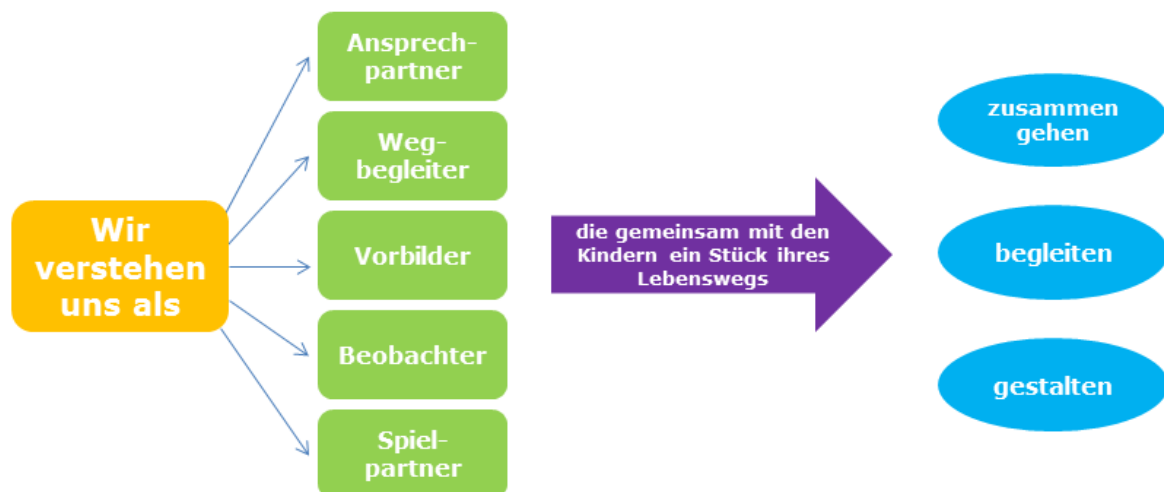 Wir
verstehen
uns als
Ansprech-
partner
Weg-
begleiter
Vorbilder
Beobachter
Spiel-
partner
die gemeinsam mit den
Kindern ein Stück ihres
Lebenswegs
zusammen
gehen
begleiten
gestalten